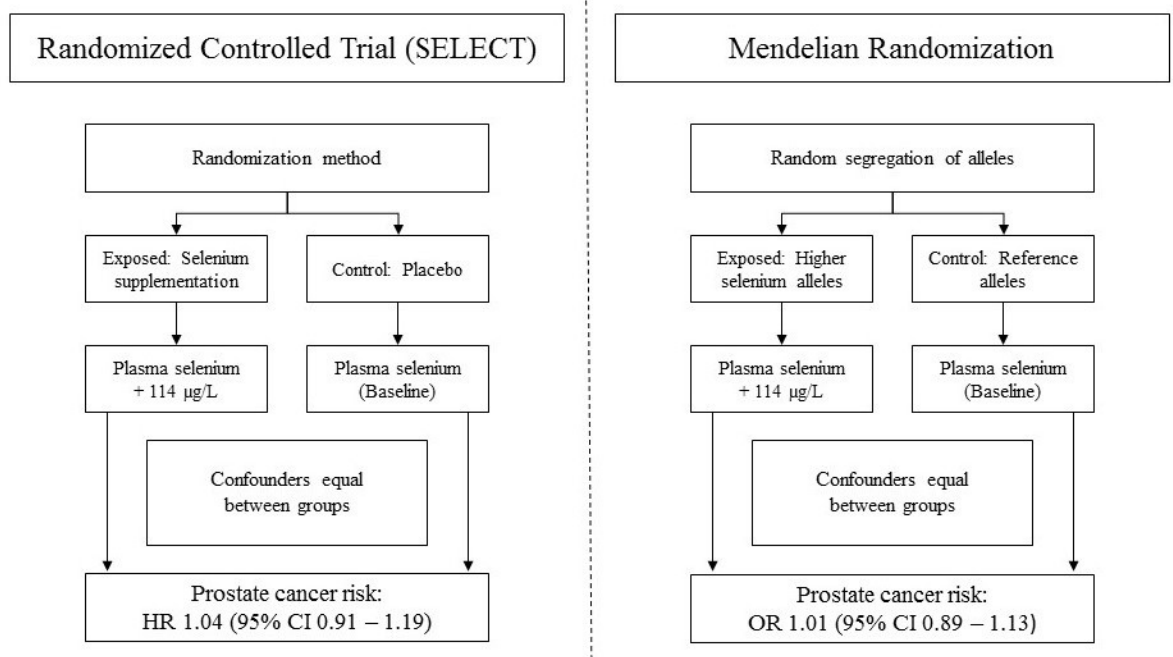 Randomized Controlled Trial (SELECT)
Randomization method
Exposed: Selenium
supplementation
Control: Placebo
Plasma selenium
+ 114 µg/L
Plasma selenium
(Baseline)
Confounders equal
between groups
Prostate cancer risk:
HR 1.04 (95% CI 0.91 – 1.19)
Mendelian Randomization
Random segregation of alleles
Exposed: Higher
selenium alleles
Control: Reference
alleles
Plasma selenium
+ 114 µg/L
Plasma selenium
(Baseline)
Confounders equal
between groups
Prostate cancer risk:
OR 1.01 (95% CI 0.89 – 1.13)